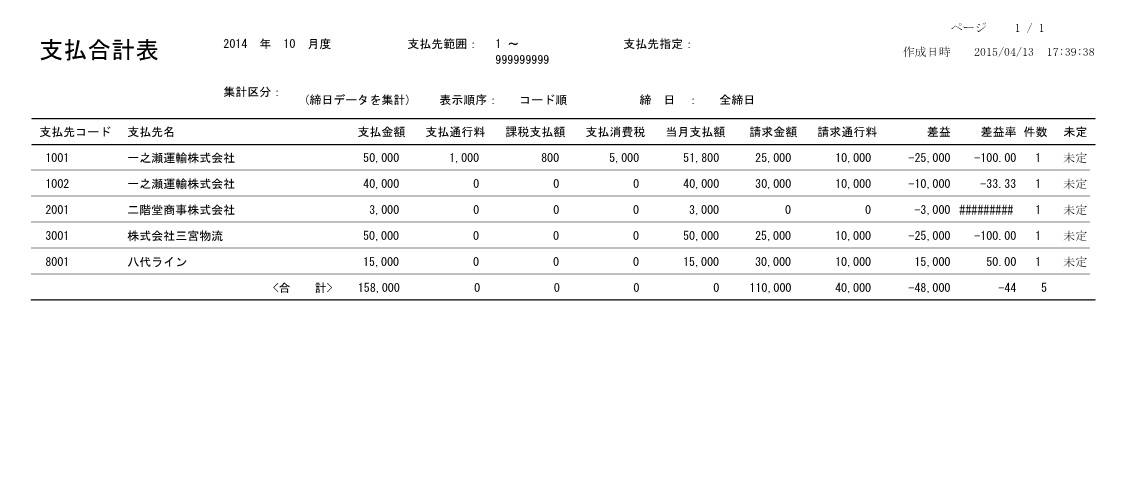 ページ 1 / 1
支払合計表 2014 年 10 月度 支払先範囲: 1 ～ 支払先指定:
作成日時 2015/04/13 17:39:38
999999999
集計区分: (締日データを集計) 表示順序: コード順 締 日 : 全締日
支払先コード 支払先名 支払金額 支払通行料 課税支払額 支払消費税 当月支払額 請求金額 請求通行料 差益 差益率 件数 未定
1001 一之瀬運輸株式会社 50,000 1,000 800 5,000 51,800 25,000 10,000 -25,000 -100.00 1 未定
1002 一之瀬運輸株式会社 40,000 0 0 0 40,000 30,000 10,000 -10,000 -33.33 1 未定
2001 二階堂商事株式会社 3,000 0 0 0 3,000 0 0 -3,000 ######### 1 未定
3001 株式会社三宮物流 50,000 0 0 0 50,000 25,000 10,000 -25,000 -100.00 1 未定
8001 八代ライン 15,000 0 0 0 15,000 30,000 10,000 15,000 50.00 1 未定
<合 計> 158,000 0 0 0 0 110,000 40,000 -48,000 -44 5